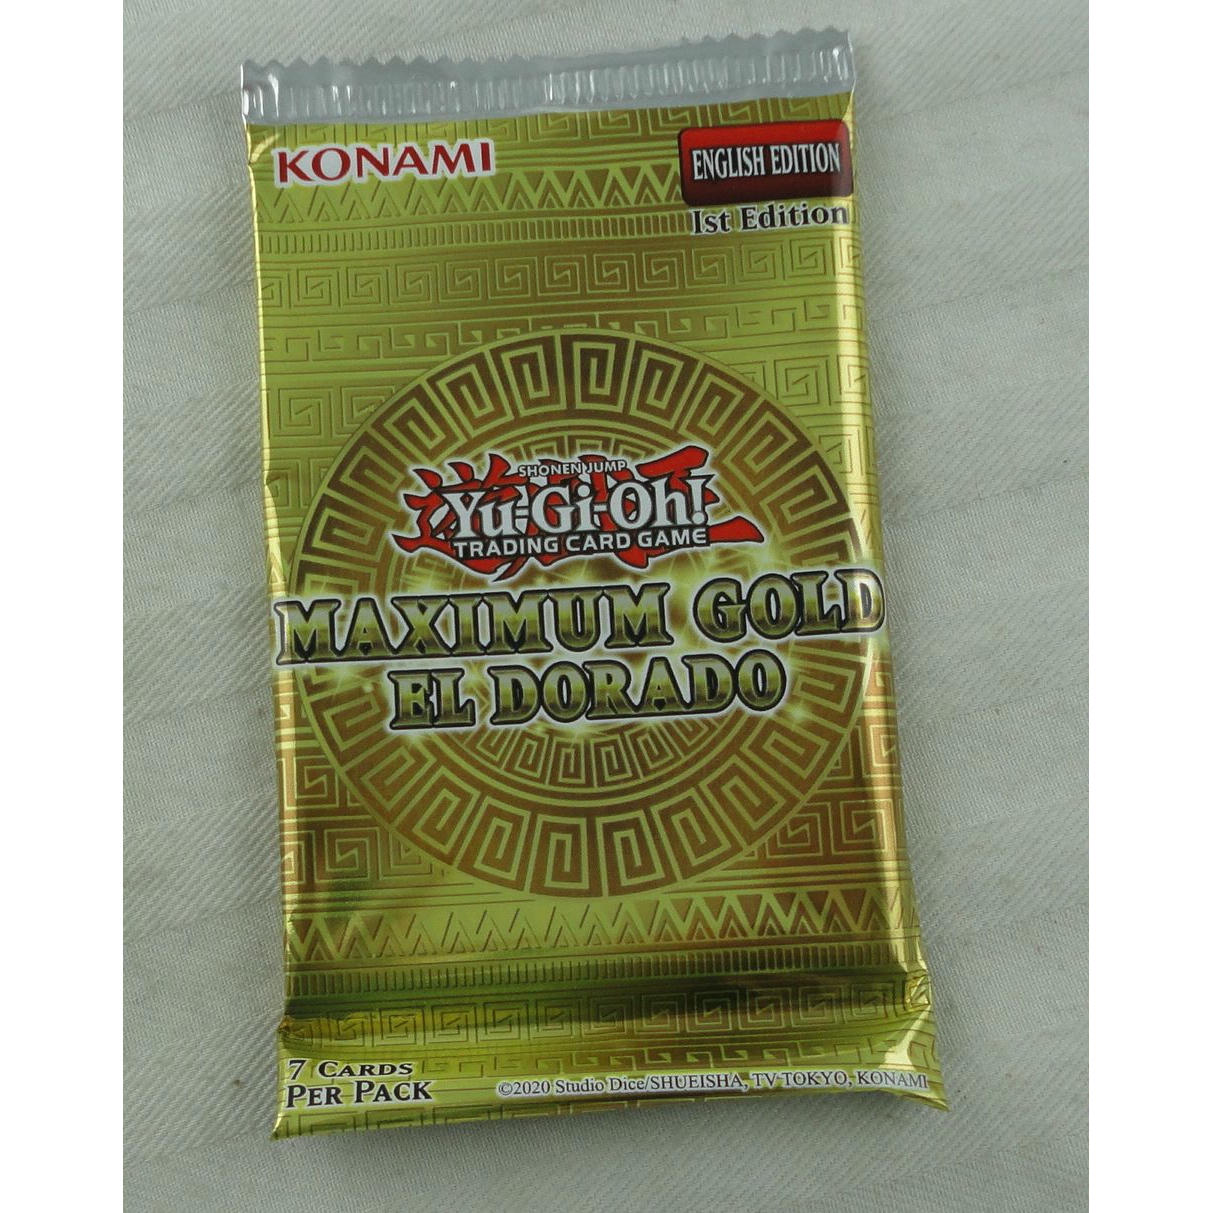 KONAMI
ENGLISH EDITION
1st Edition
SHONEN JUMP
Yu-Gi-Oh!
TRADING CARD GAME
MAXIMUM GOLD
EL DORADO
7 CARDS
PER PACK
©2020 Studio Dice/SHUEISHA, TV TOKYO, KONAMI